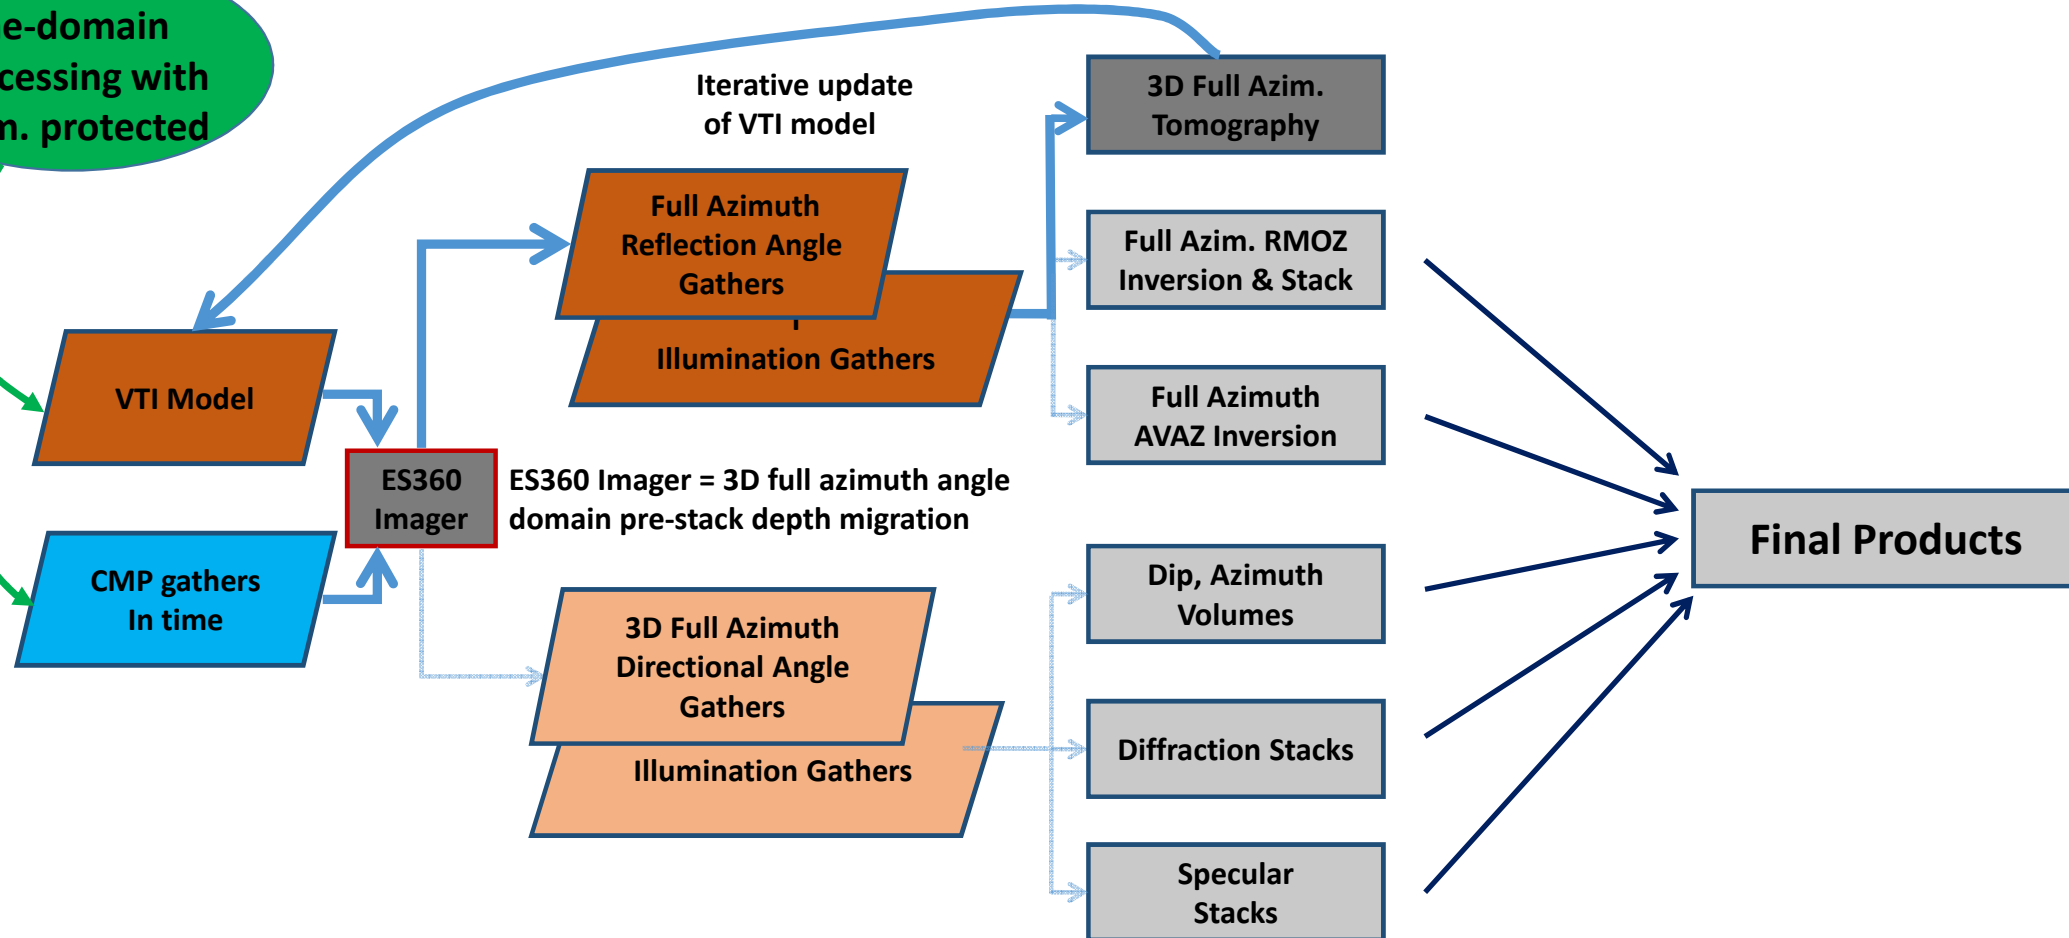 e-domain
cessing with
m. protected
Iterative update
of VTI model
3D Full Azim.
Tomography
Full Azimuth
Reflection Angle
Gathers
Illumination Gathers
Full Azim. RMOZ
Inversion & Stack
Full Azimuth
AVAZ Inversion
VTI Model
ES360
Imager
ES360 Imager = 3D full azimuth angle
domain pre-stack depth migration
CMP gathers
In time
3D Full Azimuth
Directional Angle
Gathers
Illumination Gathers
Dip, Azimuth
Volumes
Diffraction Stacks
Specular
Stacks
Final Products